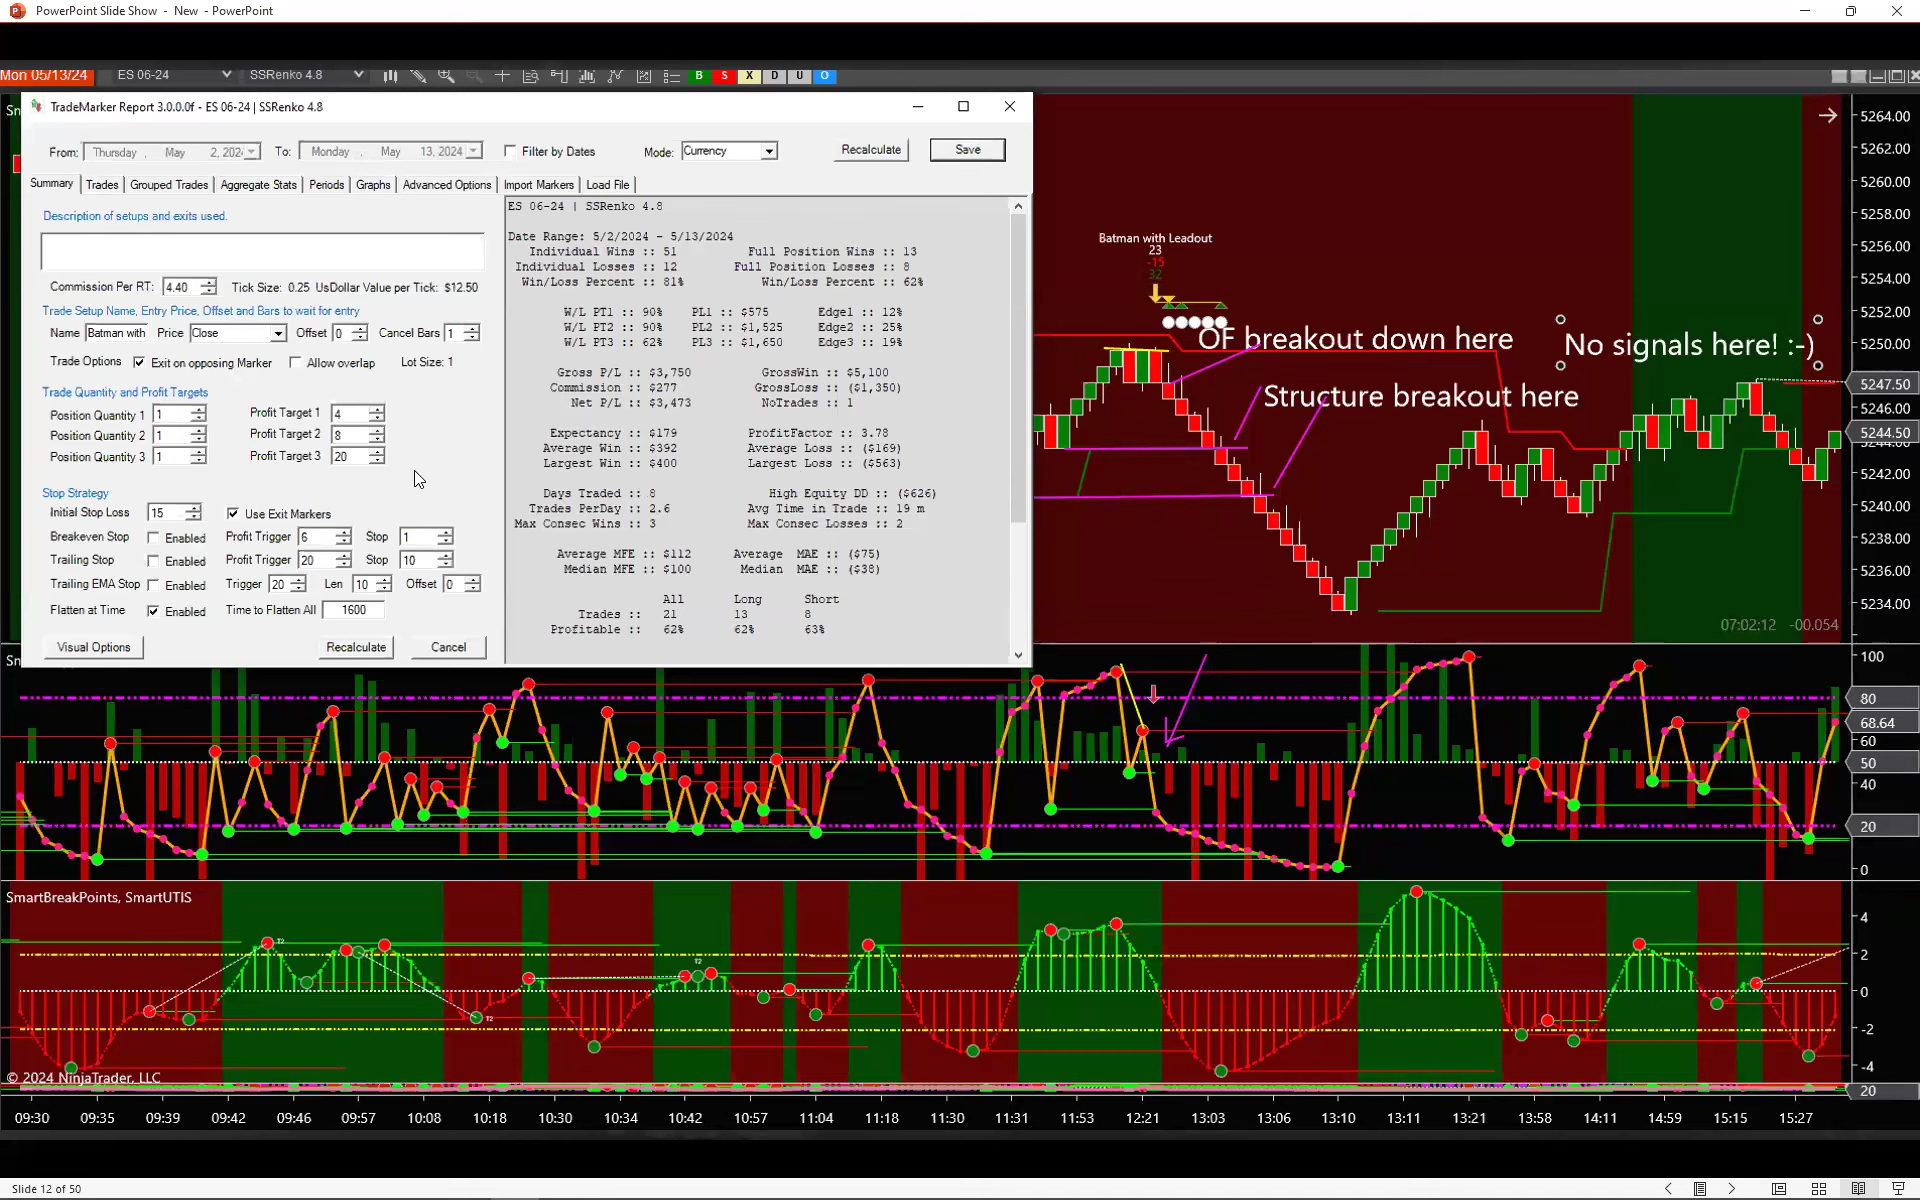 PowerPoint Slide Show - New - PowerPoint
Mon 05/13/24 ES 06-24 SSRenko 4.8 B S X D U O
TradeMarker Report 3.0.0.0f - ES 06-24 | SSRenko 4.8
From: Thursday , May 2, 202 To: Monday , May 13, 2024 Filter by Dates Mode: Currency Recalculate Save
Summary Trades Grouped Trades Aggregate Stats Periods Graphs Advanced Options Import Markers Load File
Description of setups and exits used.
Commission Per RT: 4.40 Tick Size: 0.25 UsDollar Value per Tick: $12.50
Trade Setup Name, Entry Price, Offset and Bars to wait for entry
Name Batman with Price Close Offset 0 Cancel Bars 1
Trade Options Exit on opposing Marker Allow overlap Lot Size: 1
Trade Quantity and Profit Targets
Position Quantity 1 1 Profit Target 1 4
Position Quantity 2 1 Profit Target 2 8
Position Quantity 3 1 Profit Target 3 20
Stop Strategy
Initial Stop Loss 15 Use Exit Markers
Breakeven Stop Enabled Profit Trigger 6 Stop 1
Trailing Stop Enabled Profit Trigger 20 Stop 10
Trailing EMA Stop Enabled Trigger 20 Len 10 Offset 0
Flatten at Time Enabled Time to Flatten All 1600
Visual Options Recalculate Cancel
ES 06-24 | SSRenko 4.8
Date Range: 5/2/2024 - 5/13/2024
Individual Wins :: 51 Full Position Wins :: 13
Individual Losses :: 12 Full Position Losses :: 8
Win/Loss Percent :: 81% Win/Loss Percent :: 62%
W/L PT1 :: 90% PL1 :: $575 Edge1 :: 12%
W/L PT2 :: 90% PL2 :: $1,525 Edge2 :: 25%
W/L PT3 :: 62% PL3 :: $1,650 Edge3 :: 19%
Gross P/L :: $3,750 GrossWin :: $5,100
Commission :: $277 GrossLoss :: ($1,350)
Net P/L :: $3,473 NoTrades :: 1
Expectancy :: $179 ProfitFactor :: 3.78
Average Win :: $392 Average Loss :: ($169)
Largest Win :: $400 Largest Loss :: ($563)
Days Traded :: 8 High Equity DD :: ($626)
Trades PerDay :: 2.6 Avg Time in Trade :: 19 m
Max Consec Wins :: 3 Max Consec Losses :: 2
Average MFE :: $112 Average MAE :: ($75)
Median MFE :: $100 Median MAE :: ($38)
All Long Short
Trades :: 21 13 8
Profitable :: 62% 62% 63%
Batman with Leadout
23
-15
32
OF breakout down here
No signals here! :-)
Structure breakout here
07:02:12 -00.054
5264.00
5262.00
5260.00
5258.00
5256.00
5254.00
5252.00
5250.00
5247.50
5246.00
5244.50
5242.00
5240.00
5238.00
5236.00
5234.00
100
80
68.64
60
50
40
20
0
SmartBreakPoints, SmartUTIS
T2
T2
T2
4
2
0
-2
-4
20
© 2024 NinjaTrader, LLC
09:30 09:35 09:39 09:42 09:46 09:57 10:08 10:18 10:30 10:34 10:42 10:57 11:04 11:18 11:30 11:31 11:53 12:21 13:03 13:06 13:10 13:11 13:21 13:58 14:11 14:59 15:15 15:27
Slide 12 of 50